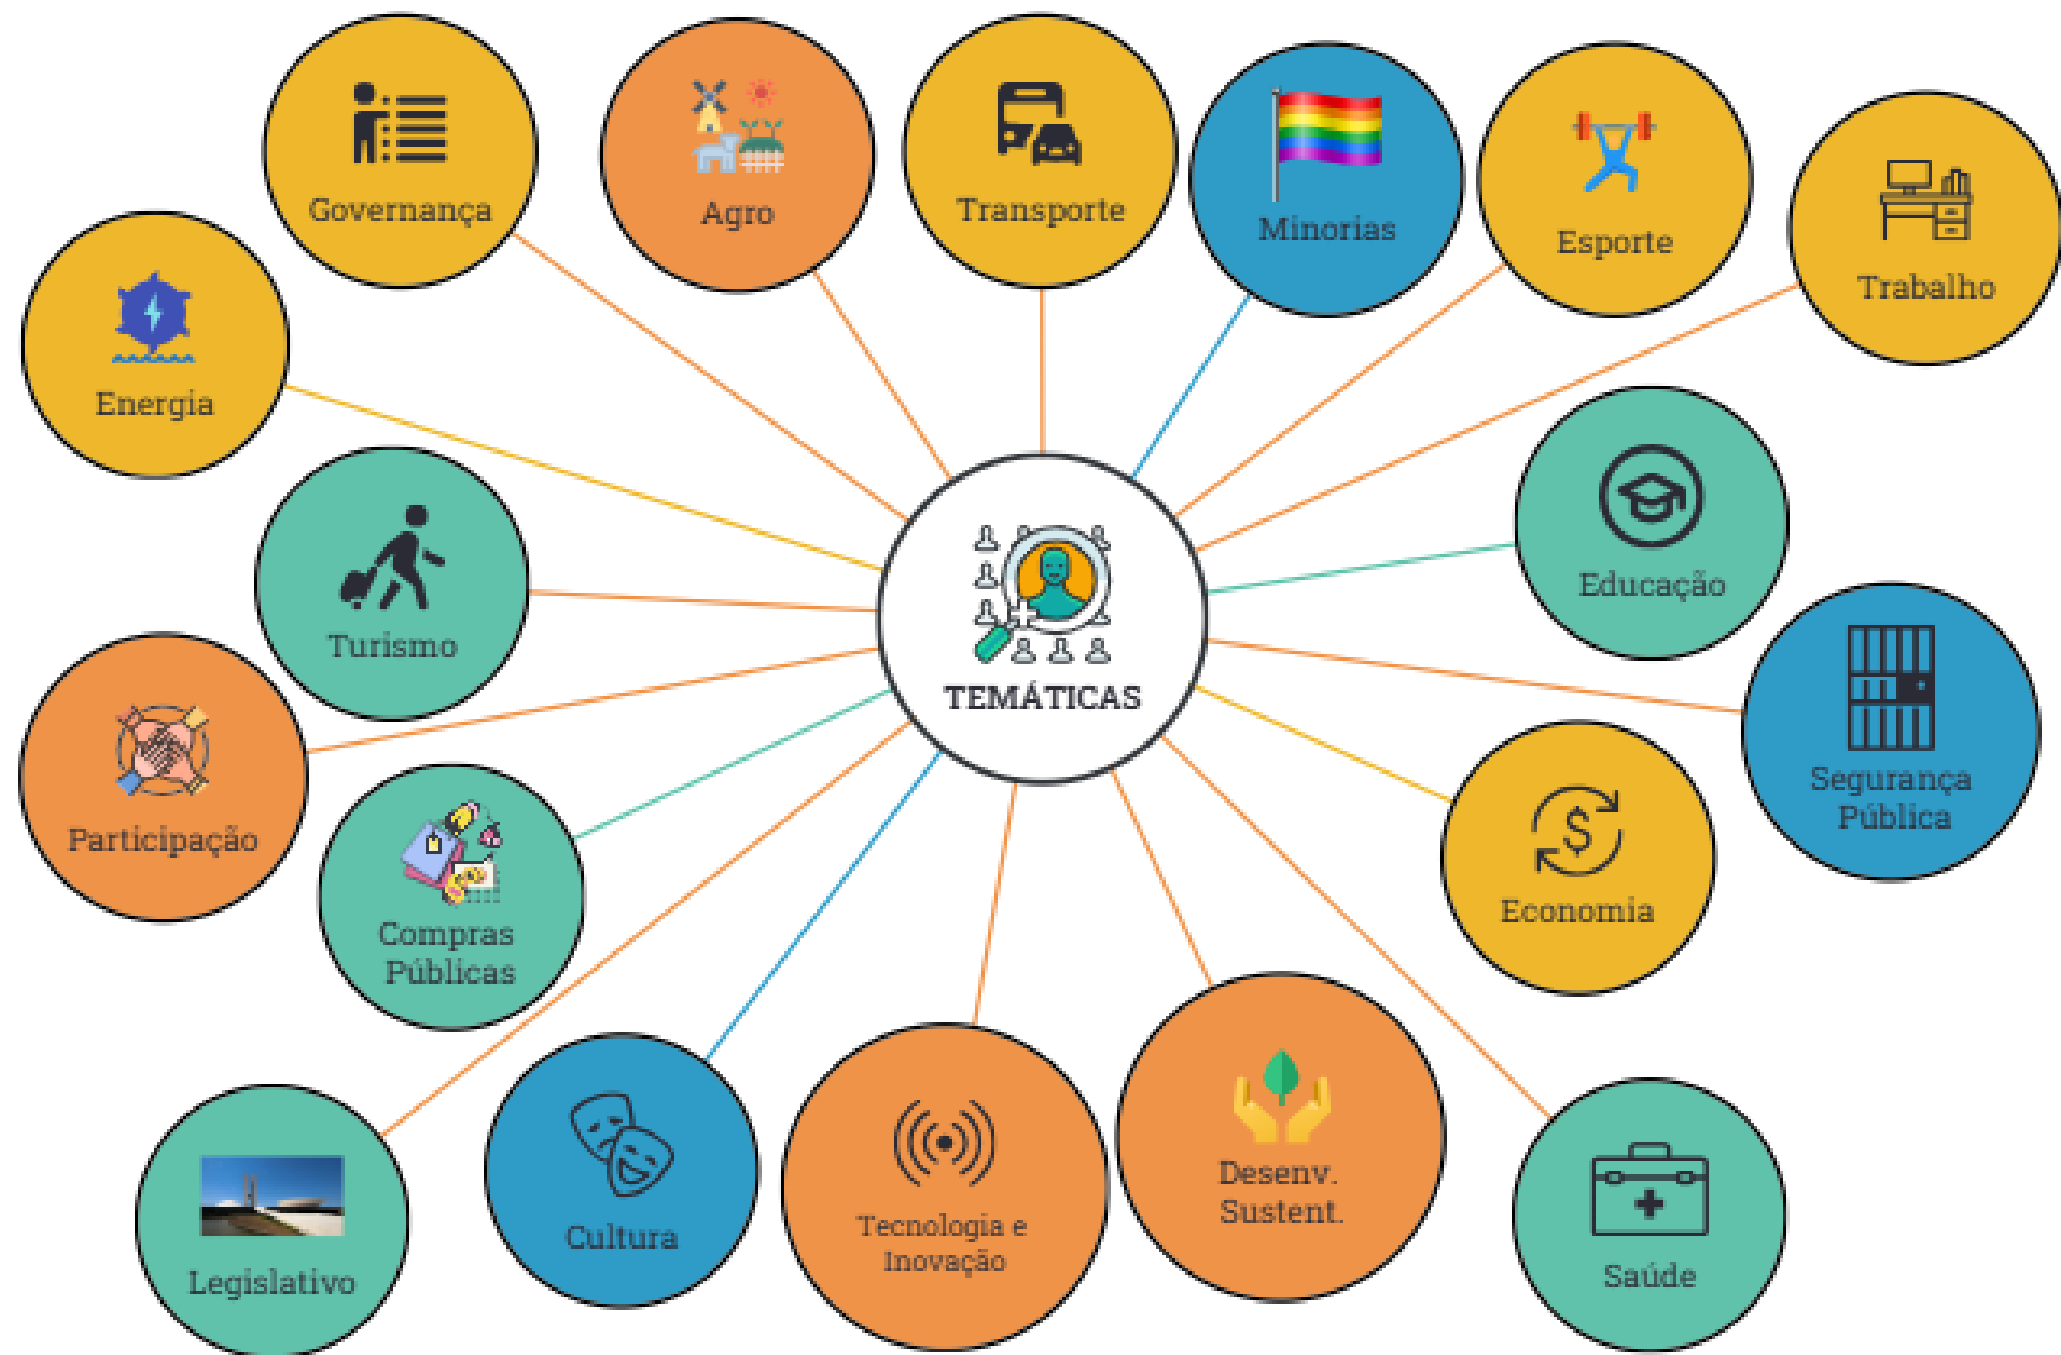 Governança
Agro
Transporte
Minorias
Esporte
Trabalho
Energia
Turismo
Educação
TEMÁTICAS
Participação
Segurança
Pública
Compras
Públicas
Economia
Legislativo
Cultura
Tecnologia e
Inovação
Desenv.
Sustent.
Saúde